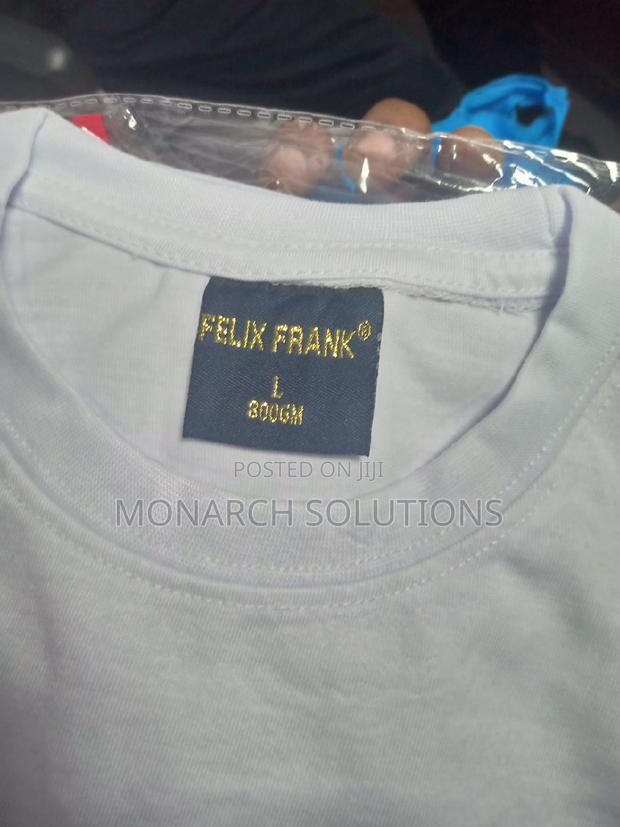 FELIX FRANK®
L
800GM
POSTED ON JIJI
MONARCH SOLUTIONS